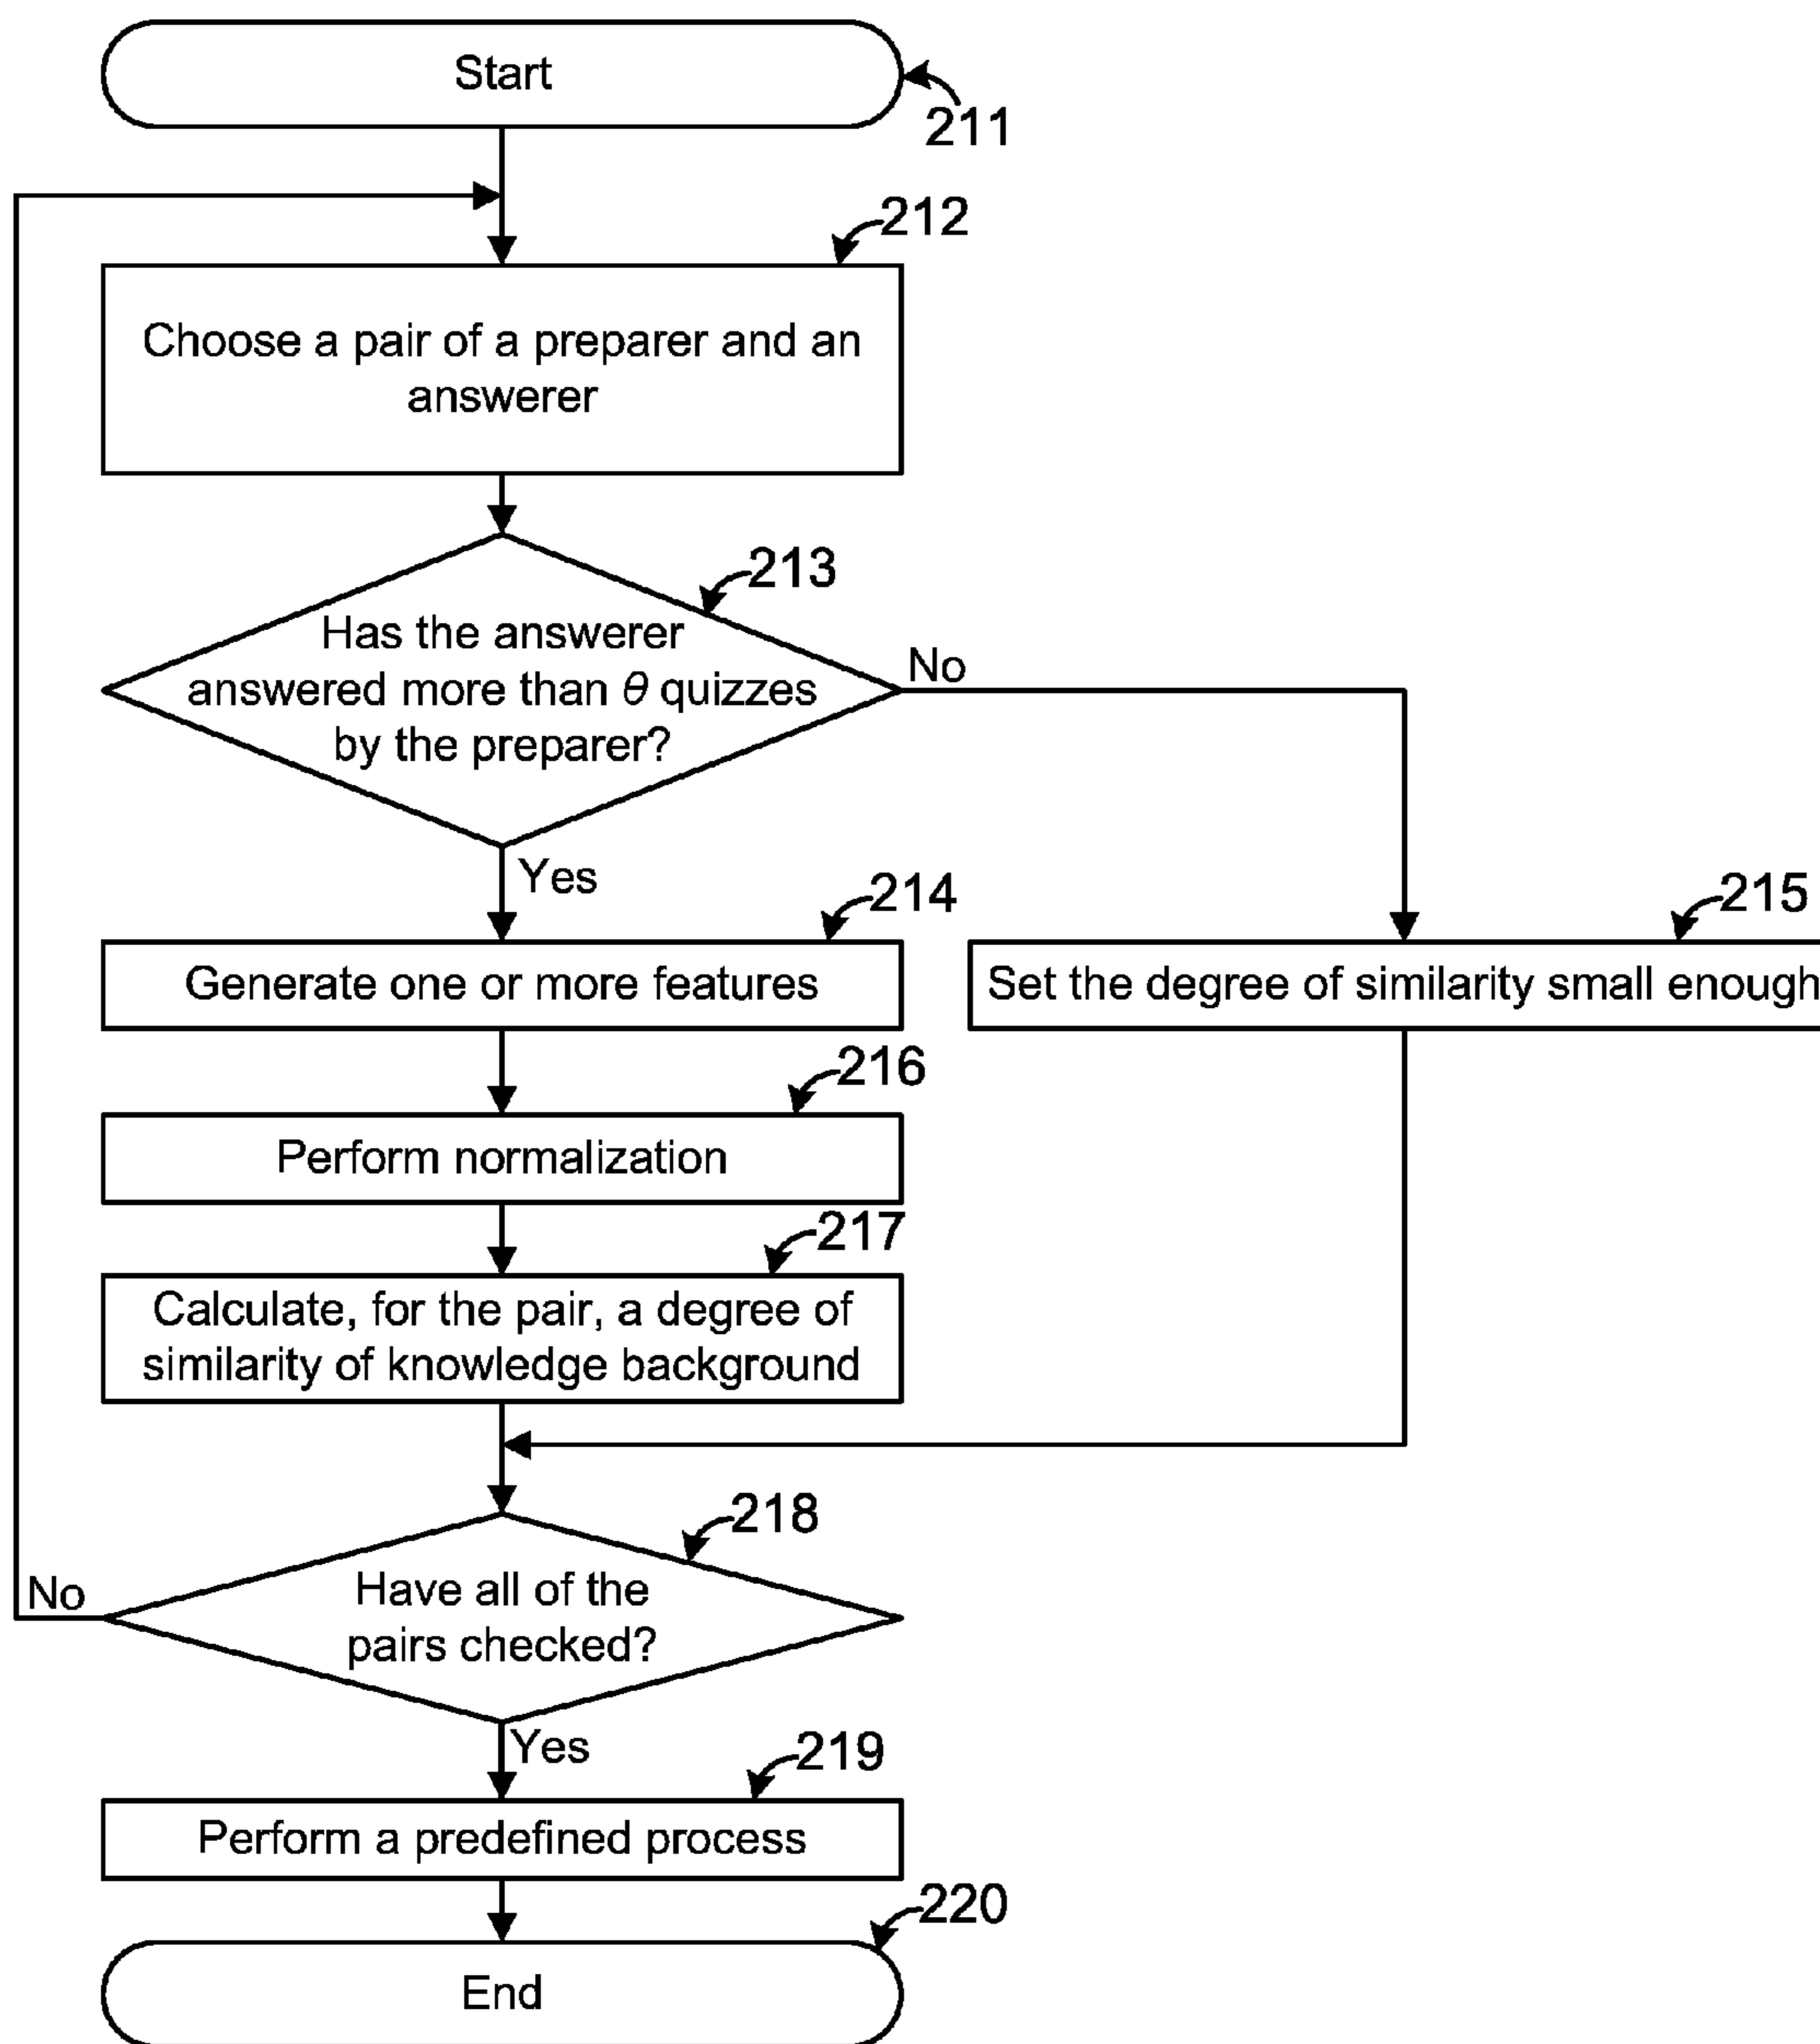 Start
211
212
Choose a pair of a preparer and an
answerer
213
Has the answerer
answered more than θ quizzes
by the preparer?
No
Yes
214
Generate one or more features
215
Set the degree of similarity small enough
216
Perform normalization
217
Calculate, for the pair, a degree of
similarity of knowledge background
218
Have all of the
pairs checked?
No
Yes
219
Perform a predefined process
220
End